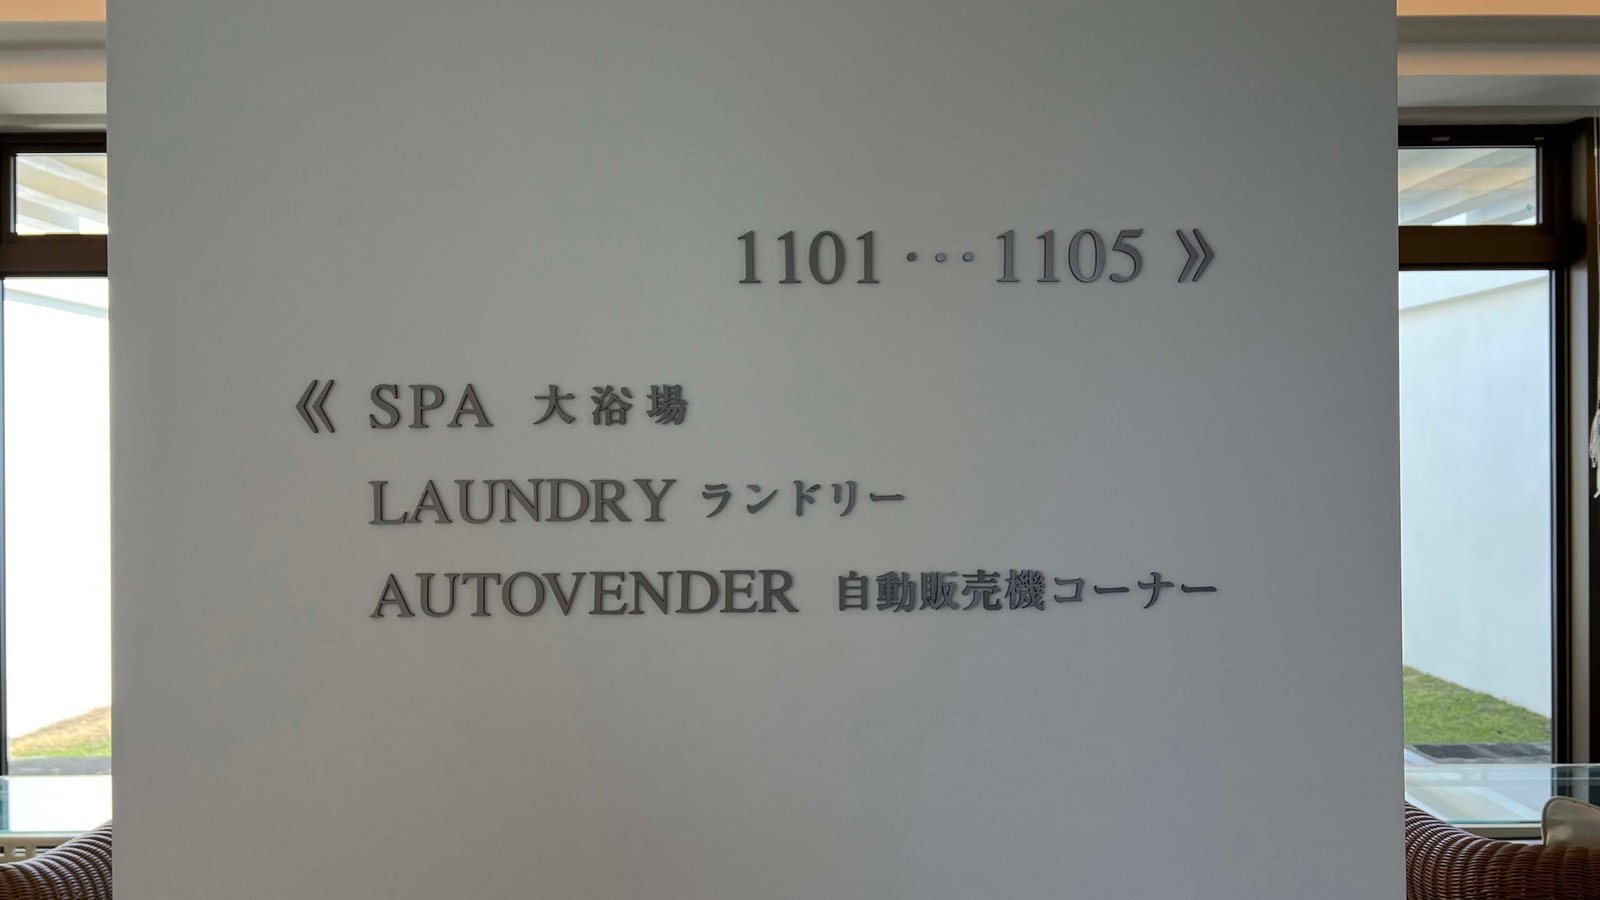 1101···1105 》
《 SPA 大浴場
LAUNDRY ランドリー
AUTOVENDER 自動販売機コーナー